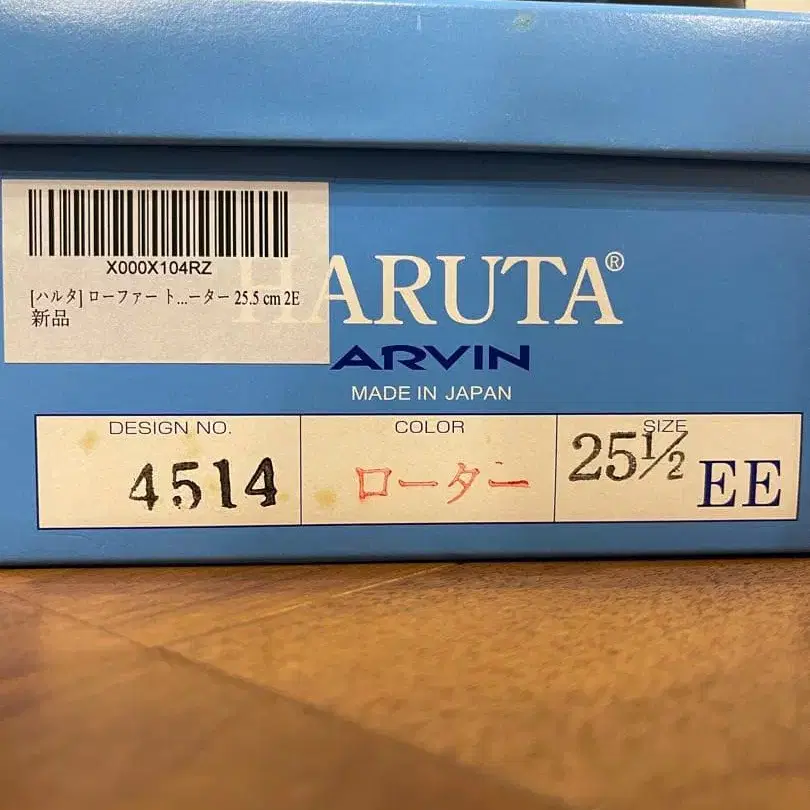 X000X104RZ
[ハルタ] ローファー ト...ーター 25.5 cm 2E
新品
HARUTA®
ARVIN
MADE IN JAPAN
DESIGN NO. COLOR SIZE
4514 ローター 25½ EE